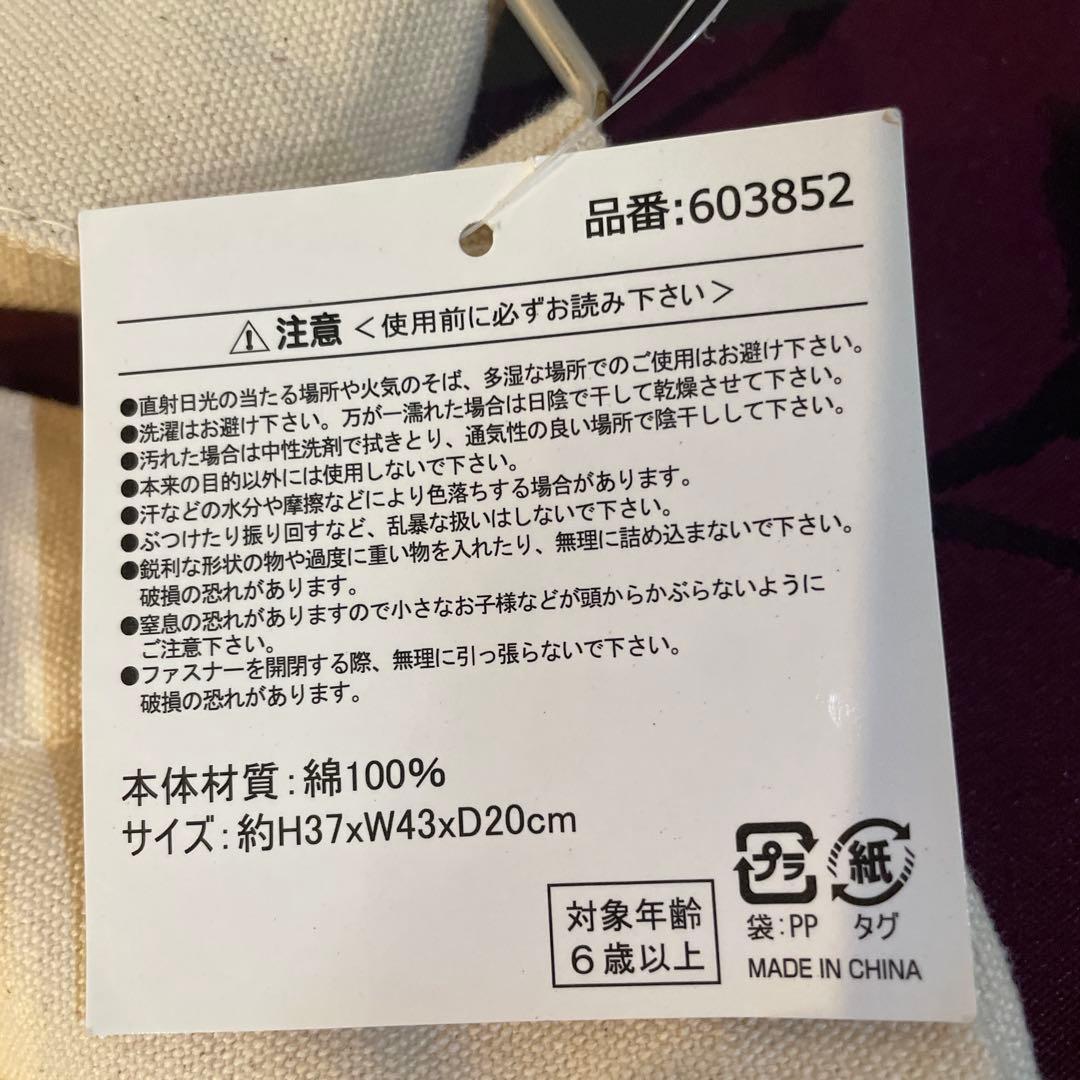 品番:603852
注意 <使用前に必ずお読み下さい>
●直射日光の当たる場所や火気のそば、多湿な場所でのご使用はお避け下さい。
●洗濯はお避け下さい。万が一濡れた場合は日陰で干して乾燥させて下さい。
●汚れた場合は中性洗剤で拭きとり、通気性の良い場所で陰干しして下さい。
●本来の目的以外には使用しないで下さい。
●汗などの水分や摩擦などにより色落ちする場合があります。
●ぶつけたり振り回すなど、乱暴な扱いはしないで下さい。
●鋭利な形状の物や過度に重い物を入れたり、無理に詰め込まないで下さい。
破損の恐れがあります。
●窒息の恐れがありますので小さなお子様などが頭からかぶらないように
ご注意下さい。
●ファスナーを開閉する際、無理に引っ張らないで下さい。
破損の恐れがあります。
本体材質:綿100%
サイズ:約H37xW43xD20cm
対象年齢
6歳以上
プラ 紙
袋:PP タグ
MADE IN CHINA